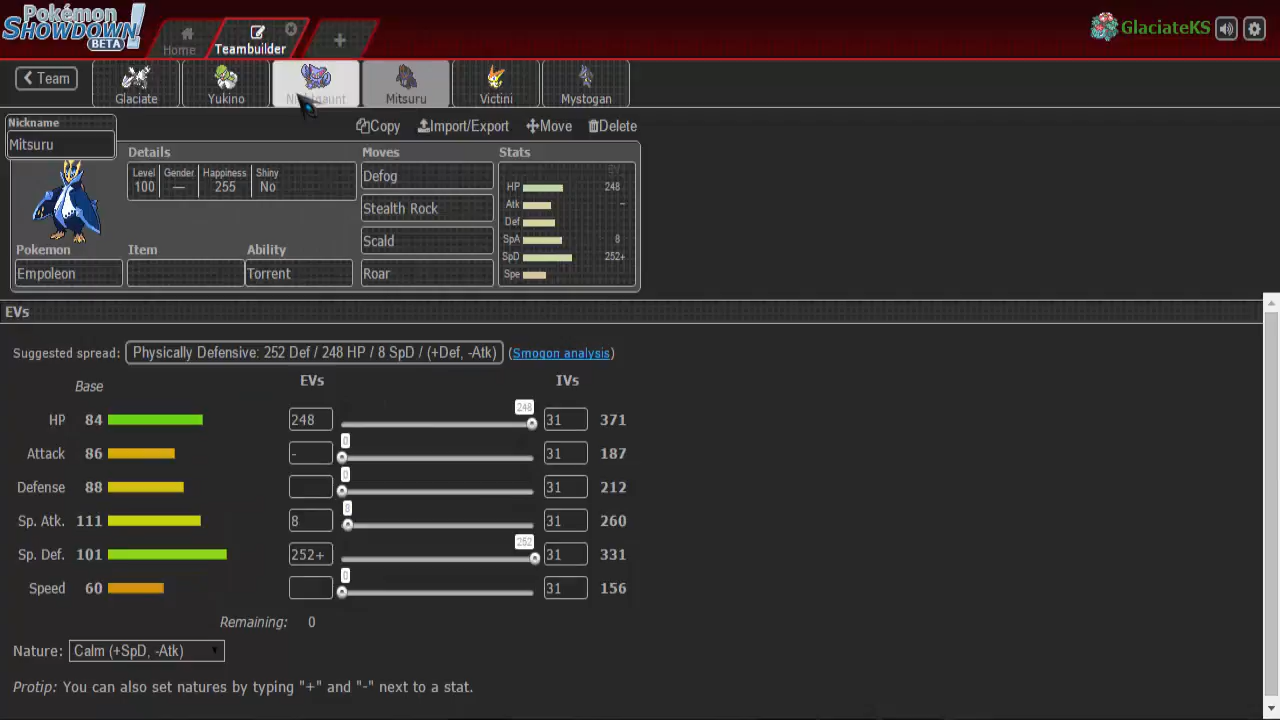 Pokémon
SHOWDOWN!
BETA
Home
Teambuilder
GlaciateKS
Team
Glaciate
Yukino
Nightgaunt
Mitsuru
Victini
Mystogan
Nickname
Mitsuru
Copy
Import/Export
Move
Delete
Details
Moves
Stats
Level
100
Gender
—
Happiness
255
Shiny
No
Defog
Stealth Rock
Scald
Roar
HP 248
Atk –
Def
SpA 8
SpD 252+
Spe
Pokemon
Item
Ability
Empoleon
Torrent
EVs
Suggested spread: Physically Defensive: 252 Def / 248 HP / 8 SpD / (+Def, -Atk) (Smogon analysis)
Base EVs IVs
HP 84 248 248 31 371
Attack 86 - 0 31 187
Defense 88 0 31 212
Sp. Atk. 111 8 8 31 260
Sp. Def. 101 252+ 252 31 331
Speed 60 0 31 156
Remaining: 0
Nature: Calm (+SpD, -Atk)
Protip: You can also set natures by typing "+" and "-" next to a stat.